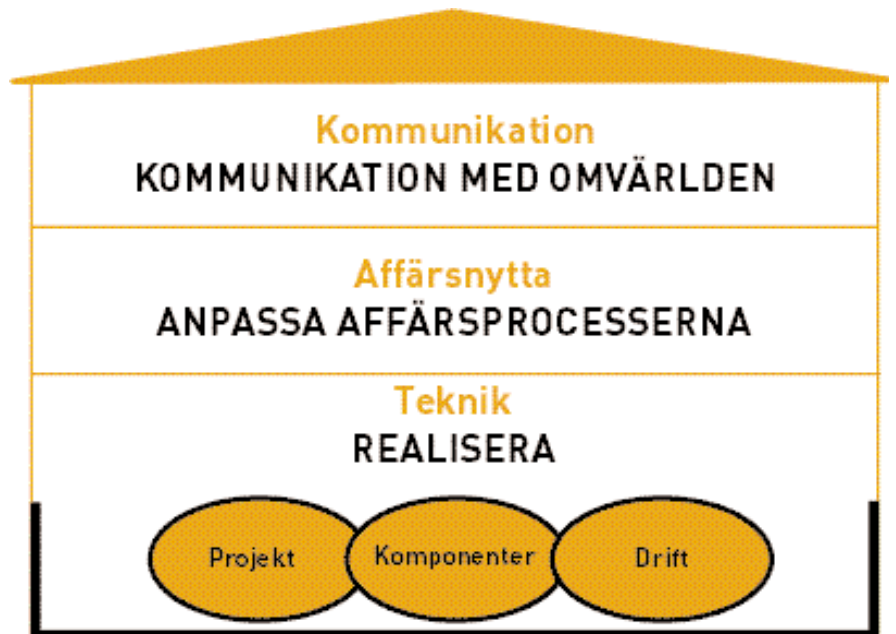 Kommunikation
KOMMUNIKATION MED OMVÄRLDEN
Affärsnytta
ANPASSA AFFÄRSPROCESSERNA
Teknik
REALISERA
Projekt Komponenter Drift